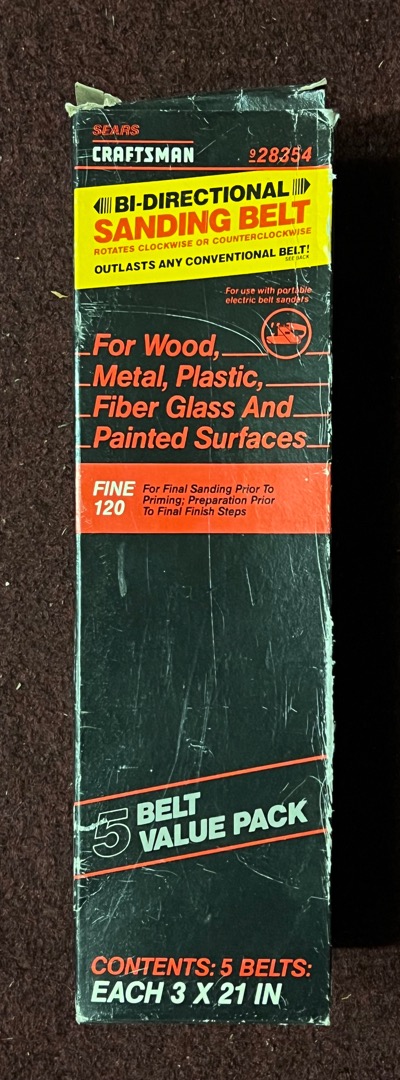 SEARS
CRAFTSMAN
928354
BI-DIRECTIONAL
SANDING BELT
ROTATES CLOCKWISE OR COUNTERCLOCKWISE
OUTLASTS ANY CONVENTIONAL BELT!
SEE BACK
For use with portable
electric belt sanders
For Wood,
Metal, Plastic,
Fiber Glass And
Painted Surfaces
FINE
120
For Final Sanding Prior To
Priming; Preparation Prior
To Final Finish Steps
5 BELT
VALUE PACK
CONTENTS: 5 BELTS:
EACH 3 X 21 IN